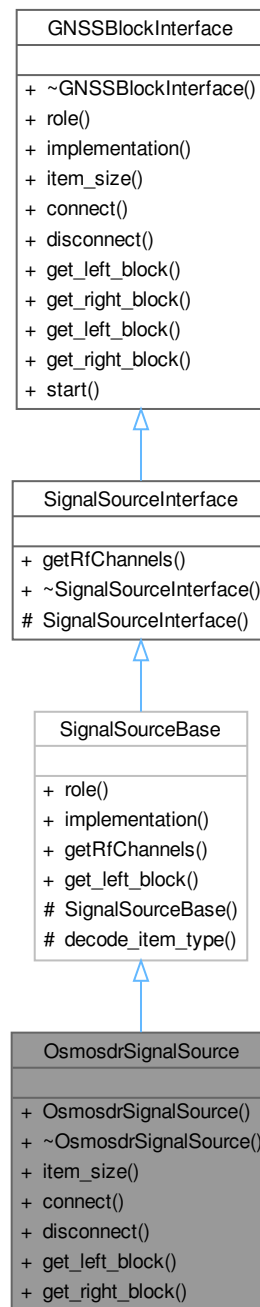 GNSSBlockInterface
+ ~GNSSBlockInterface()
+ role()
+ implementation()
+ item_size()
+ connect()
+ disconnect()
+ get_left_block()
+ get_right_block()
+ get_left_block()
+ get_right_block()
+ start()
SignalSourceInterface
+ getRfChannels()
+ ~SignalSourceInterface()
# SignalSourceInterface()
SignalSourceBase
+ role()
+ implementation()
+ getRfChannels()
+ get_left_block()
# SignalSourceBase()
# decode_item_type()
OsmosdrSignalSource
+ OsmosdrSignalSource()
+ ~OsmosdrSignalSource()
+ item_size()
+ connect()
+ disconnect()
+ get_left_block()
+ get_right_block()